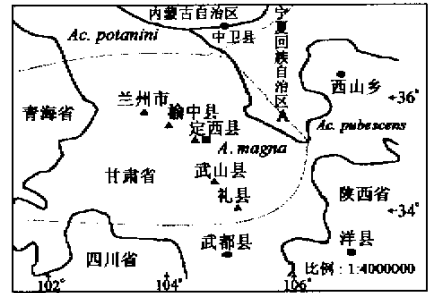 内蒙古自治区
Ac. potanini
中卫县
宁夏回族自治区
西山乡
兰州市
榆中县
36°
青海省
定西县
Ac. pubescens
A. magna
甘肃省
武山县
陕西省
礼县
34°
武都县
洋县
四川省
比例:1:4000000
102°
104°
106°